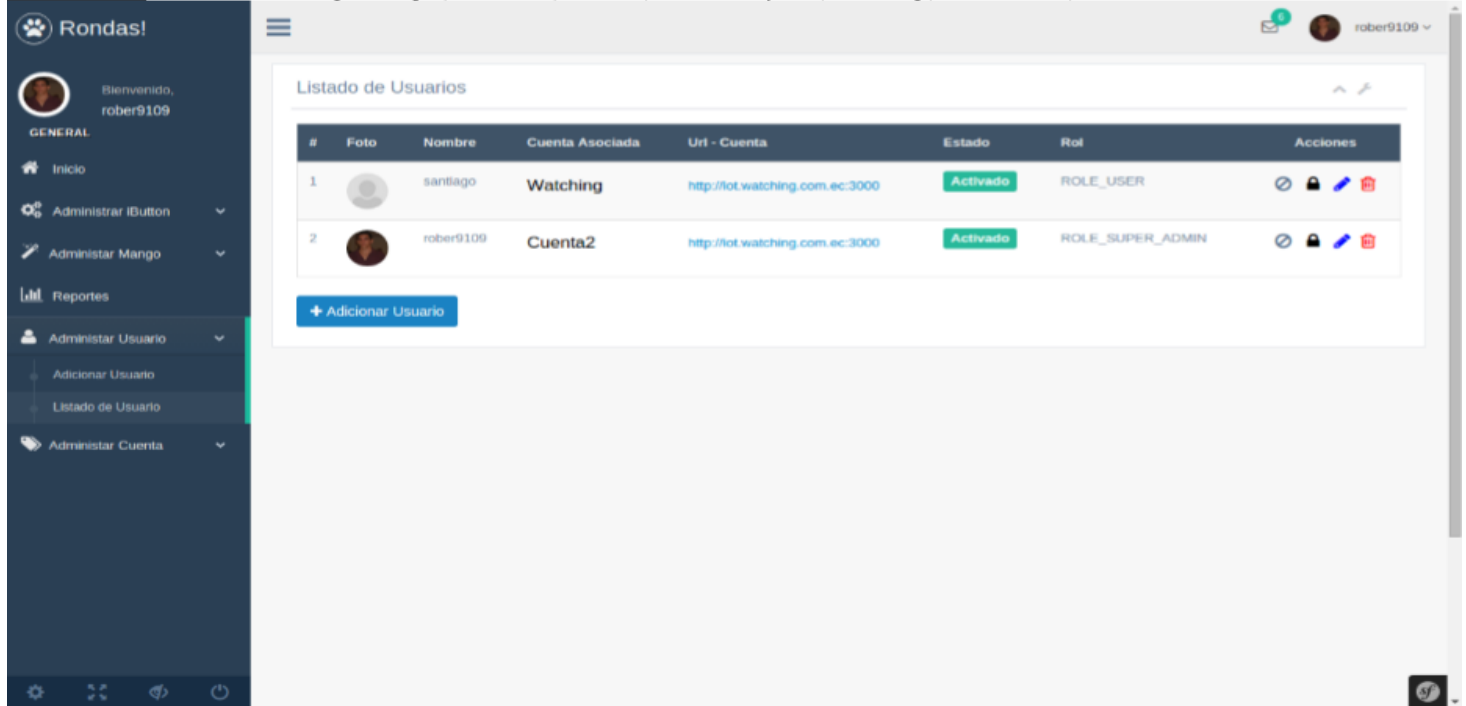 Rondas!
6
rober9109
Bienvenido,
rober9109
GENERAL
Inicio
Administrar iButton
Administar Mango
Reportes
Administar Usuario
Adicionar Usuario
Listado de Usuario
Administar Cuenta
Listado de Usuarios
# Foto Nombre Cuenta Asociada Url - Cuenta Estado Rol Acciones
1 santiago Watching http://iot.watching.com.ec:3000 Activado ROLE_USER
2 rober9109 Cuenta2 http://iot.watching.com.ec:3000 Activado ROLE_SUPER_ADMIN
Adicionar Usuario
sf